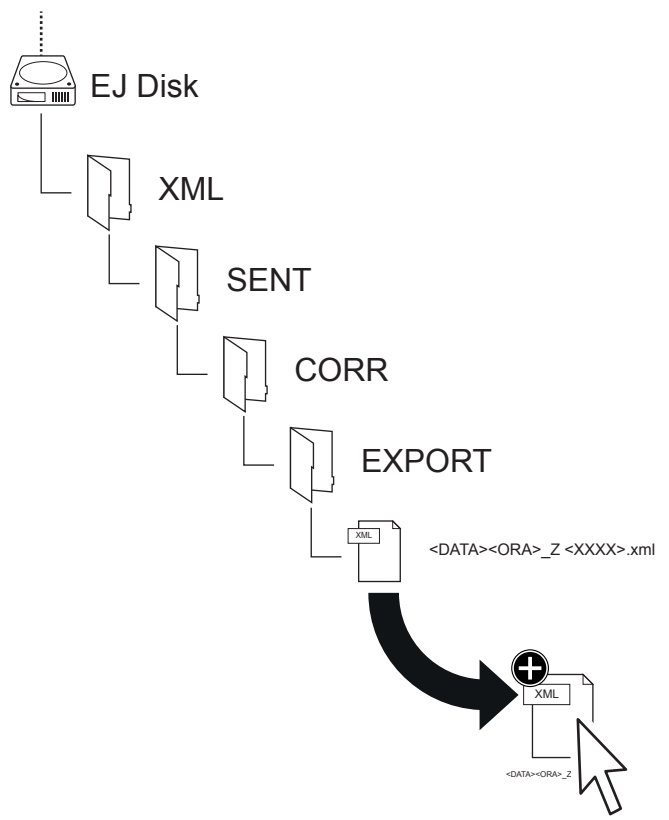 EJ Disk
XML
SENT
CORR
EXPORT
XML
<DATA><ORA>_Z <XXXX>.xml
XML
<DATA><ORA>_Z